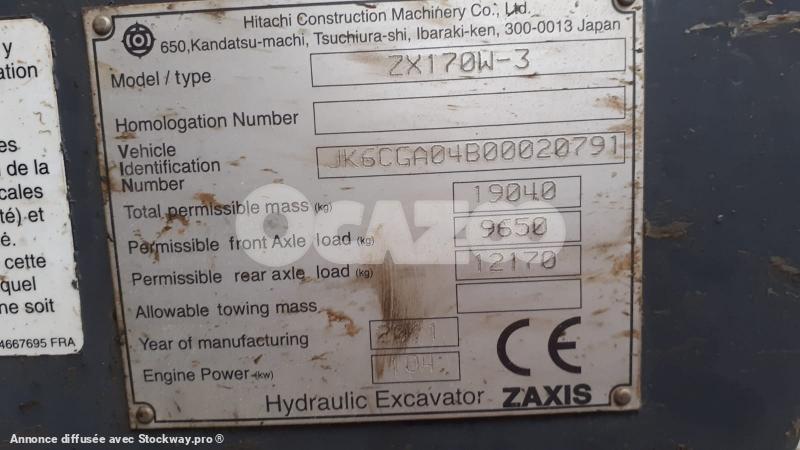 Hitachi Construction Machinery Co., Ltd.
650,Kandatsu-machi, Tsuchiura-shi, Ibaraki-ken, 300-0013 Japan
Model / type ZX170W-3
Homologation Number
Vehicle
Identification
Number JK6CGA04B00020791
Total permissible mass (kg) 19040
Permissible front Axle load (kg) 9650
Permissible rear axle load (kg) 12170
Allowable towing mass
Year of manufacturing
Engine Power (kw) 104
CE
Hydraulic Excavator ZAXIS
OCAZOO
y
ation
es
de la
cales
té) et
é.
cette
quel
ne soit
4667695 FRA
Annonce diffusée avec Stockway.pro®